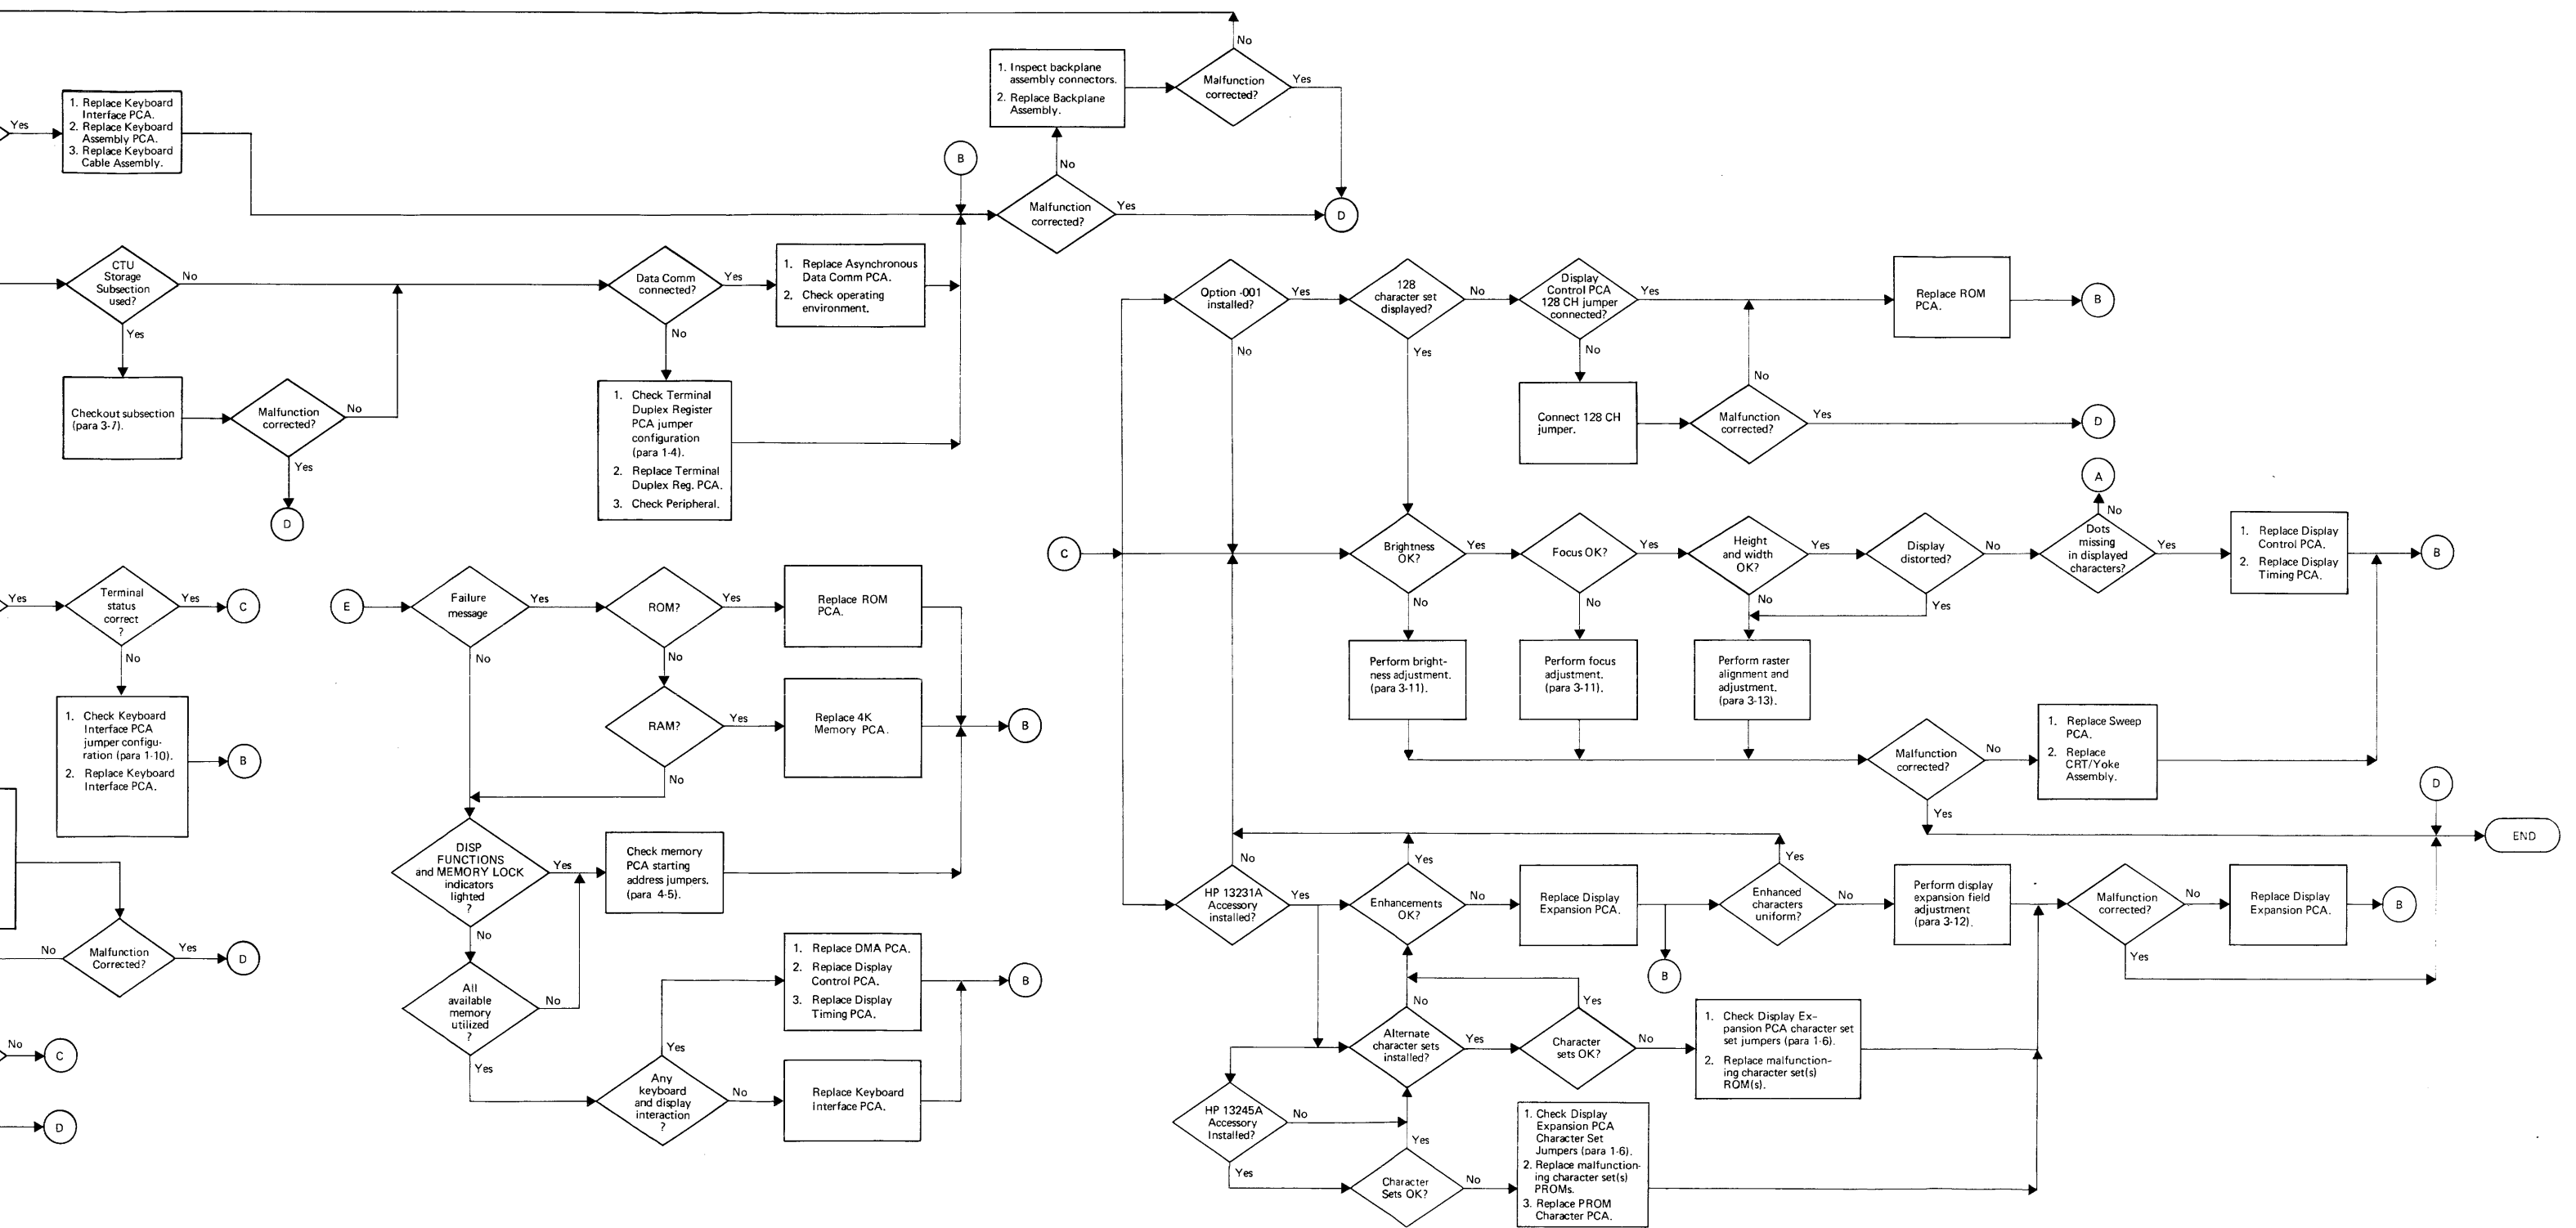 No
1. Inspect backplane
assembly connectors.
2. Replace Backplane
Assembly.
Malfunction
corrected?
Yes
Yes
1. Replace Keyboard
Interface PCA.
2. Replace Keyboard
Assembly PCA.
3. Replace Keyboard
Cable Assembly.
B
No
Malfunction
corrected?
Yes
D
CTU
Storage
Subsection
used?
No
Yes
Data Comm
connected?
Yes
No
1. Replace Asynchronous
Data Comm PCA.
2. Check operating
environment.
Checkout subsection
(para 3-7).
Malfunction
corrected?
No
Yes
D
1. Check Terminal
Duplex Register
PCA jumper
configuration
(para 1-4).
2. Replace Terminal
Duplex Reg. PCA.
3. Check Peripheral.
Option -001
installed?
Yes
No
128
character set
displayed?
No
Yes
Display
Control PCA
128 CH jumper
connected?
Yes
No
Replace ROM
PCA.
B
Connect 128 CH
jumper.
No
Malfunction
corrected?
Yes
D
A
No
C
Brightness
OK?
Yes
No
Focus OK?
Yes
No
Height
and width
OK?
Yes
No
Display
distorted?
No
Yes
Dots
missing
in displayed
characters?
Yes
1. Replace Display
Control PCA.
2. Replace Display
Timing PCA.
B
Perform bright-
ness adjustment.
(para 3-11).
Perform focus
adjustment.
(para 3-11).
Perform raster
alignment and
adjustment.
(para 3-13).
Malfunction
corrected?
No
Yes
1. Replace Sweep
PCA.
2. Replace
CRT/Yoke
Assembly.
D
END
Yes
Terminal
status
correct
?
Yes
C
No
1. Check Keyboard
Interface PCA
jumper configu-
ration (para 1-10).
2. Replace Keyboard
Interface PCA.
B
E
Failure
message
Yes
No
ROM?
Yes
No
Replace ROM
PCA.
RAM?
Yes
No
Replace 4K
Memory PCA.
B
DISP
FUNCTIONS
and MEMORY LOCK
indicators
lighted
?
Yes
No
Check memory
PCA starting
address jumpers.
(para 4-5).
No
Malfunction
Corrected?
Yes
D
All
available
memory
utilized
?
No
Yes
1. Replace DMA PCA.
2. Replace Display
Control PCA.
3. Replace Display
Timing PCA.
B
Yes
Any
keyboard
and display
interaction
?
No
Replace Keyboard
Interface PCA.
No
C
D
No
HP 13231A
Accessory
installed?
Yes
Yes
Enhancements
OK?
No
Replace Display
Expansion PCA.
B
Yes
Enhanced
characters
uniform?
No
Perform display
expansion field
adjustment
(para 3-12).
Malfunction
corrected?
No
Yes
Replace Display
Expansion PCA.
B
No
Alternate
character sets
installed?
Yes
Yes
Character
sets OK?
No
1. Check Display Ex-
pansion PCA character set
set jumpers (para 1-6).
2. Replace malfunction-
ing character set(s)
ROM(s).
HP 13245A
Accessory
Installed?
No
Yes
Yes
Character
Sets OK?
No
1. Check Display
Expansion PCA
Character Set
Jumpers (para 1-6).
2. Replace malfunction-
ing character set(s)
PROMs.
3. Replace PROM
Character PCA.